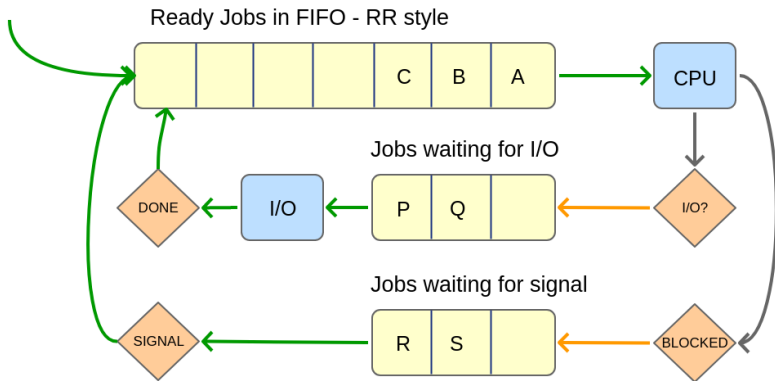 Ready Jobs in FIFO - RR style
C B A
CPU
Jobs waiting for I/O
DONE
I/O
P Q
I/O?
Jobs waiting for signal
SIGNAL
R S
BLOCKED